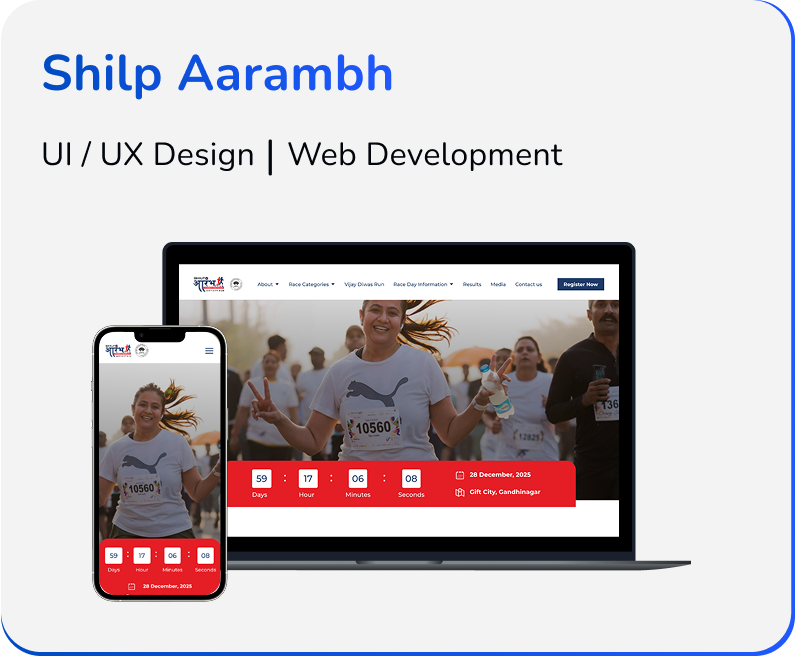 Shilp Aarambh
UI / UX Design | Web Development
आरंभ
About
Race Categories
Vijay Diwas Run
Race Day Information
Results
Media
Contact us
Register Now
10560
12825
136
59 : 17 : 06 : 08
Days Hour Minutes Seconds
28 December, 2025
Gift City, Gandhinagar
आरंभ
10560
59 : 17 : 06 : 08
Days Hour Minutes Seconds
28 December, 2025